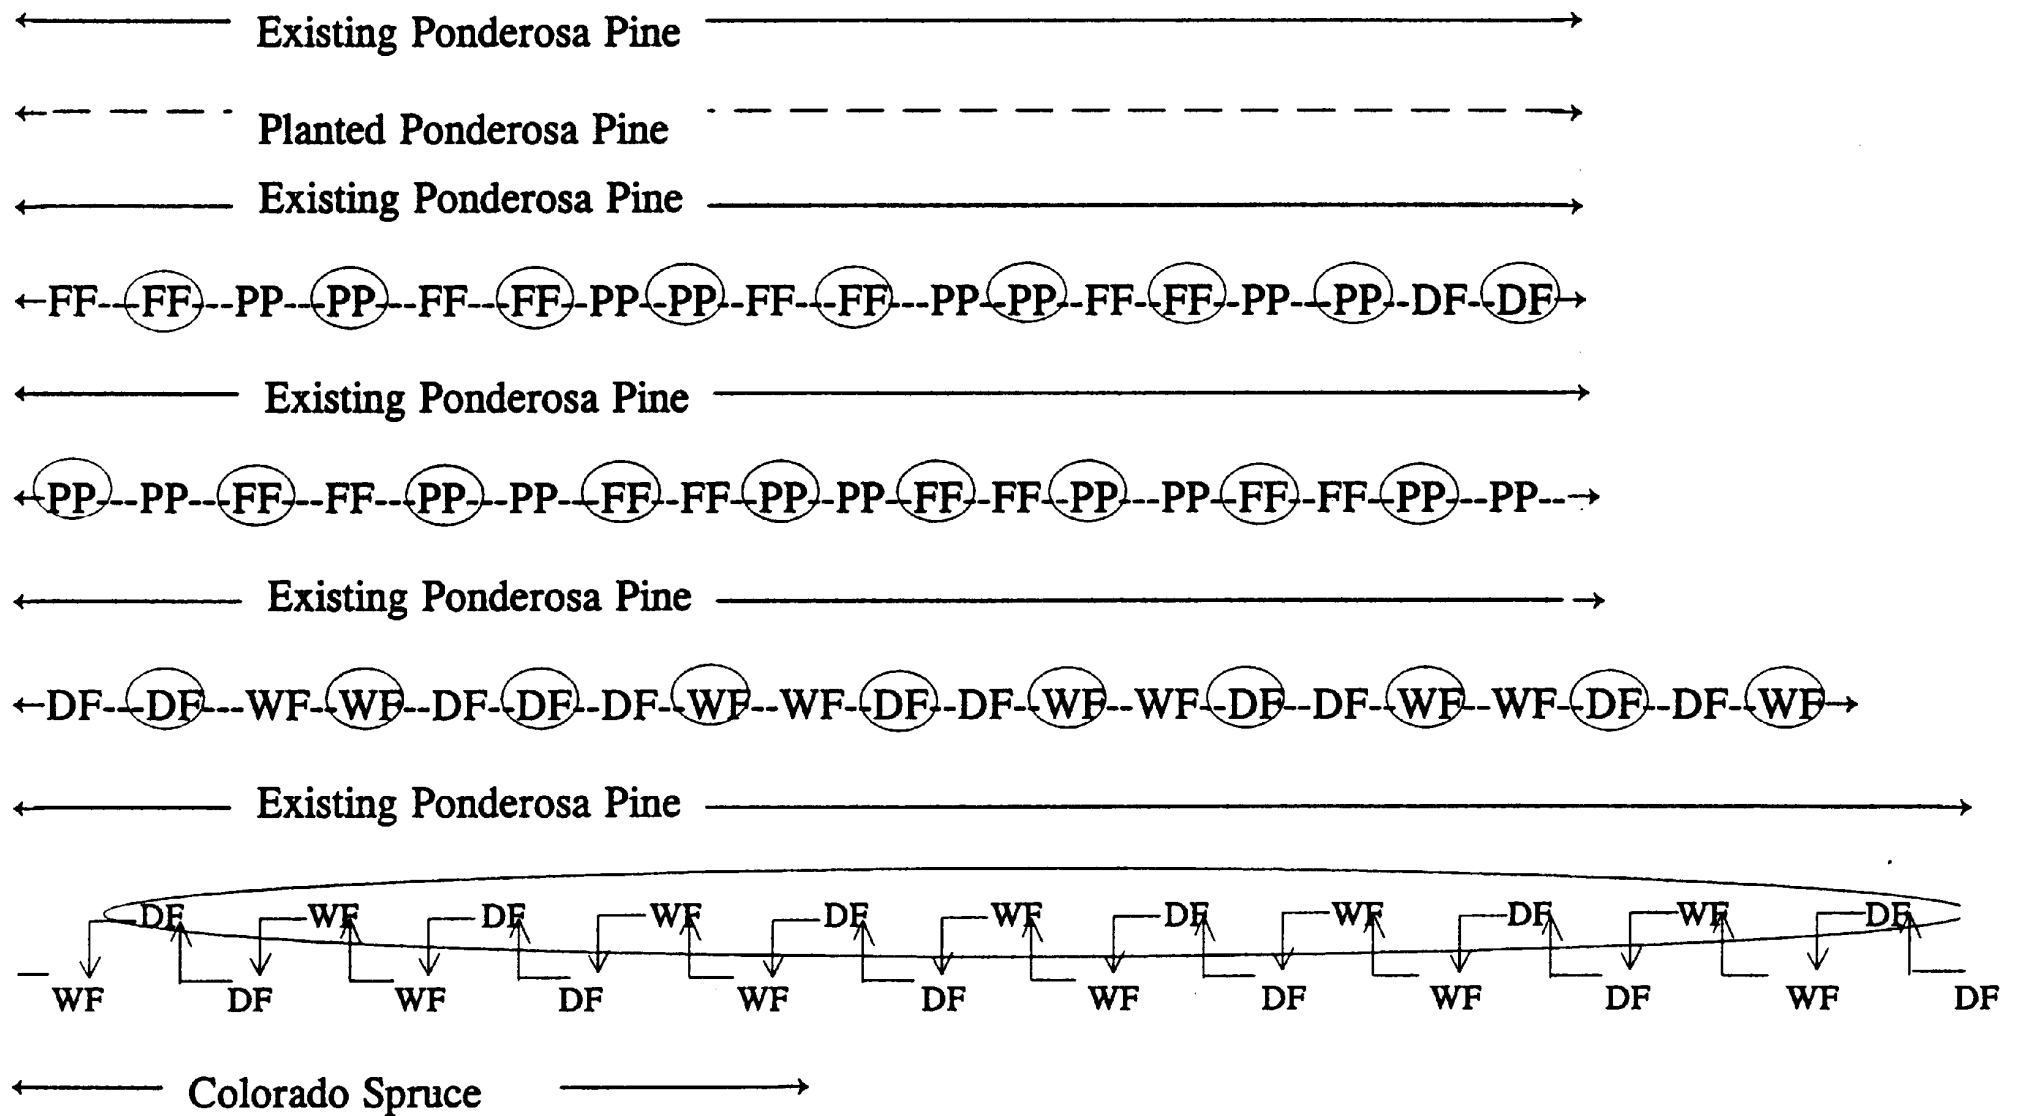 Existing Ponderosa Pine
Planted Ponderosa Pine
Existing Ponderosa Pine
FF---FF---PP---PP---FF---FF--PP--PP--FF---FF---PP--PP--FF--FF--PP---PP--DF--DF
Existing Ponderosa Pine
PP---PP---FF---FF---PP---PP---FF--FF--PP--PP--FF--FF--PP---PP--FF--FF--PP---PP--
Existing Ponderosa Pine
DF---DF---WF--WF--DF--DF--DF--WF--WF--DF--DF--WF--WF--DF--DF--WF--WF--DF--DF--WF
Existing Ponderosa Pine
DF WF DF WF DF WF DF WF DF WF DF
WF DF WF DF WF DF WF DF WF DF WF DF
Colorado Spruce